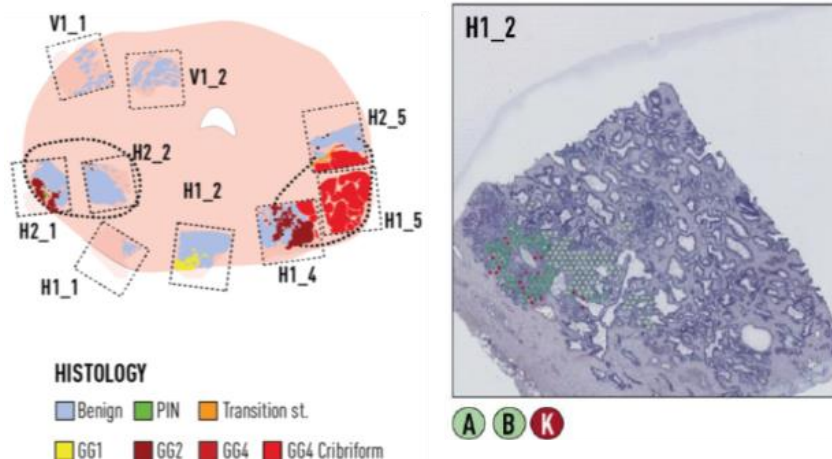 V1_1
V1_2
H2_5
H2_2
H1_2
H2_1
H1_5
H1_4
H1_1
HISTOLOGY
Benign PIN Transition st.
GG1 GG2 GG4 GG4 Cribriform
H1_2
A B K